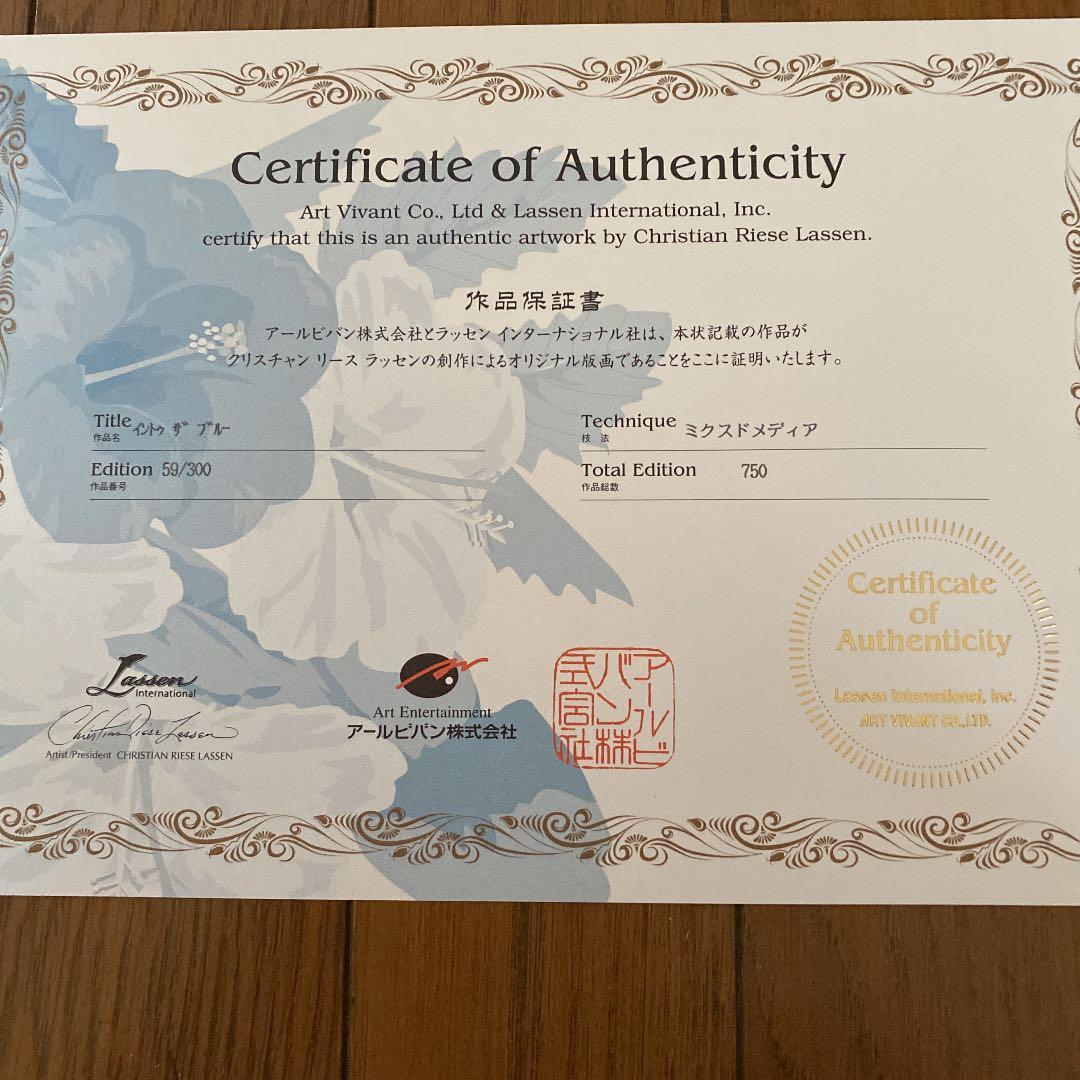 Certificate of Authenticity
Art Vivant Co., Ltd & Lassen International, Inc.
certify that this is an authentic artwork by Christian Riese Lassen.
作品保証書
アールビバン株式会社とラッセン インターナショナル社は、本状記載の作品が
クリスチャン リース ラッセンの創作によるオリジナル版画であることをここに証明いたします。
Title イントゥ ザ ブルー
作品名
Technique ミクスドメディア
技 法
Edition 59/300
作品番号
Total Edition 750
作品総数
Certificate
of
Authenticity
Lassen International, Inc.
ART VIVANT CO.,LTD.
Lassen
International
Christian Riese Lassen
Artist/President CHRISTIAN RIESE LASSEN
Art Entertainment
アールビバン株式会社
アールビ
バン株
式会社